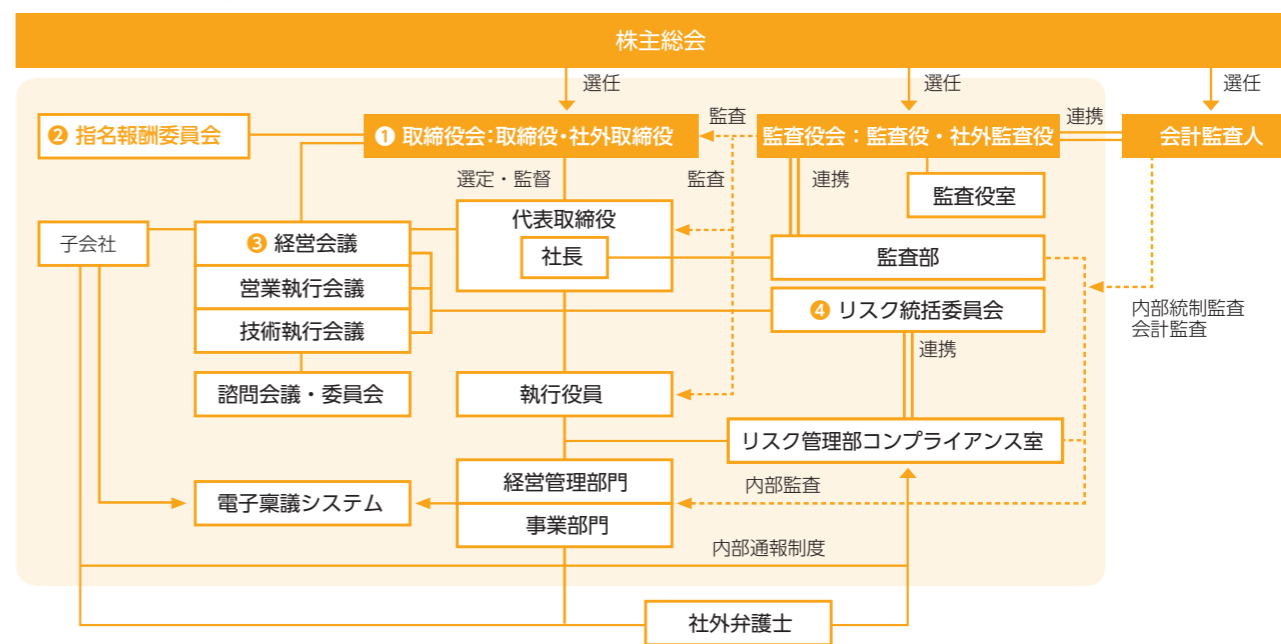 株主総会
選任
選任
選任
❷ 指名報酬委員会
❶ 取締役会:取締役・社外取締役
監査
監査役会:監査役・社外監査役
連携
会計監査人
選定・監督
監査
連携
監査役室
子会社
❸ 経営会議
代表取締役
社長
監査部
営業執行会議
❹ リスク統括委員会
内部統制監査
会計監査
技術執行会議
連携
諮問会議・委員会
執行役員
リスク管理部コンプライアンス室
経営管理部門
内部監査
電子稟議システム
事業部門
内部通報制度
社外弁護士